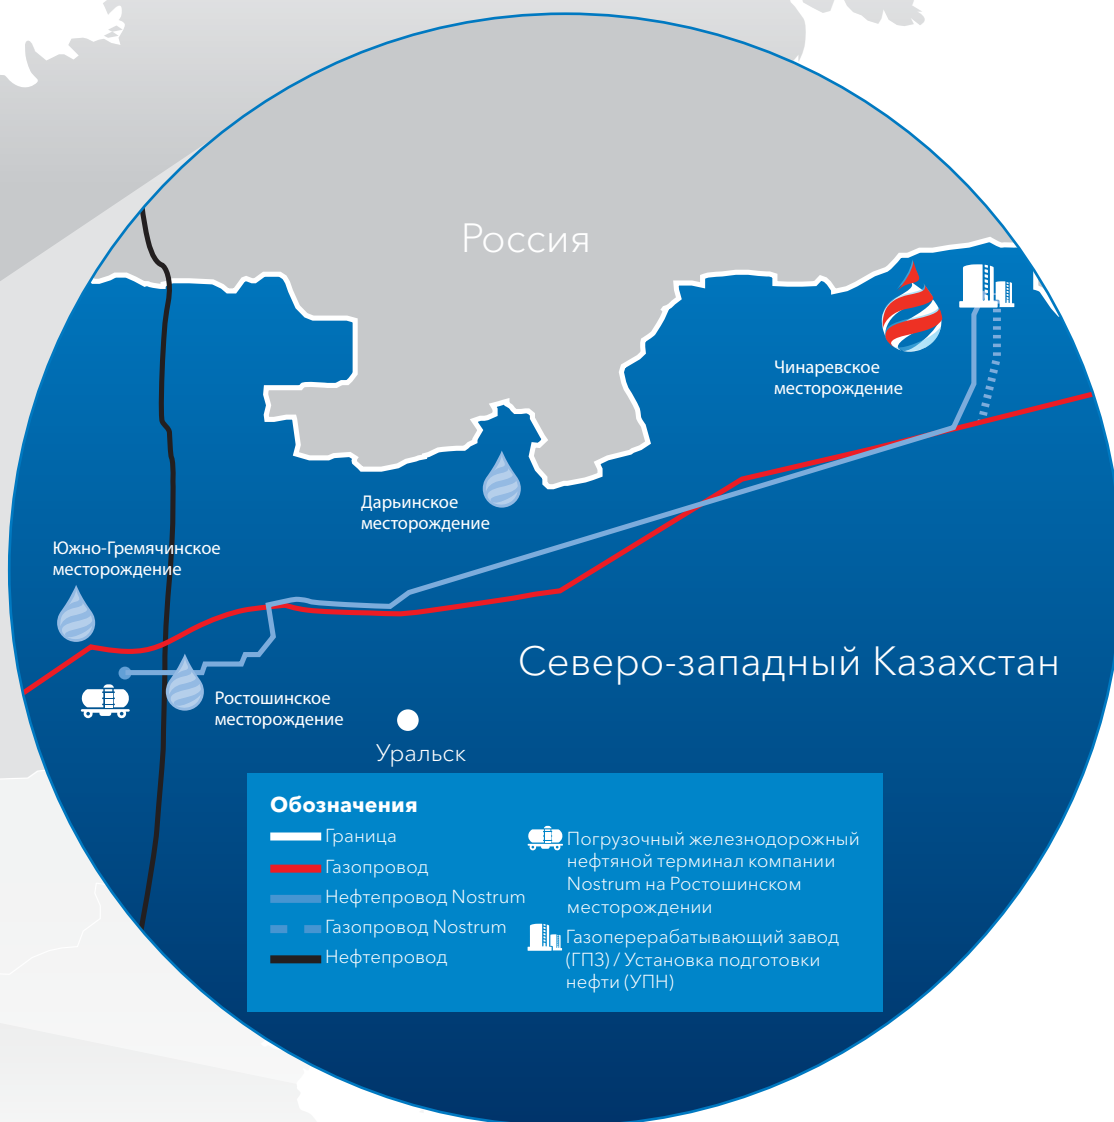 Россия
Чинаревское
месторождение
Дарьинское
месторождение
Южно-Гремячинское
месторождение
Северо-западный Казахстан
Ростошинское
месторождение
Уральск
Обозначения
Граница
Газопровод
Нефтепровод Nostrum
Газопровод Nostrum
Нефтепровод
Погрузочный железнодорожный
нефтяной терминал компании
Nostrum на Ростошинском
месторождении
Газоперерабатывающий завод
(ГПЗ) / Установка подготовки
нефти (УПН)